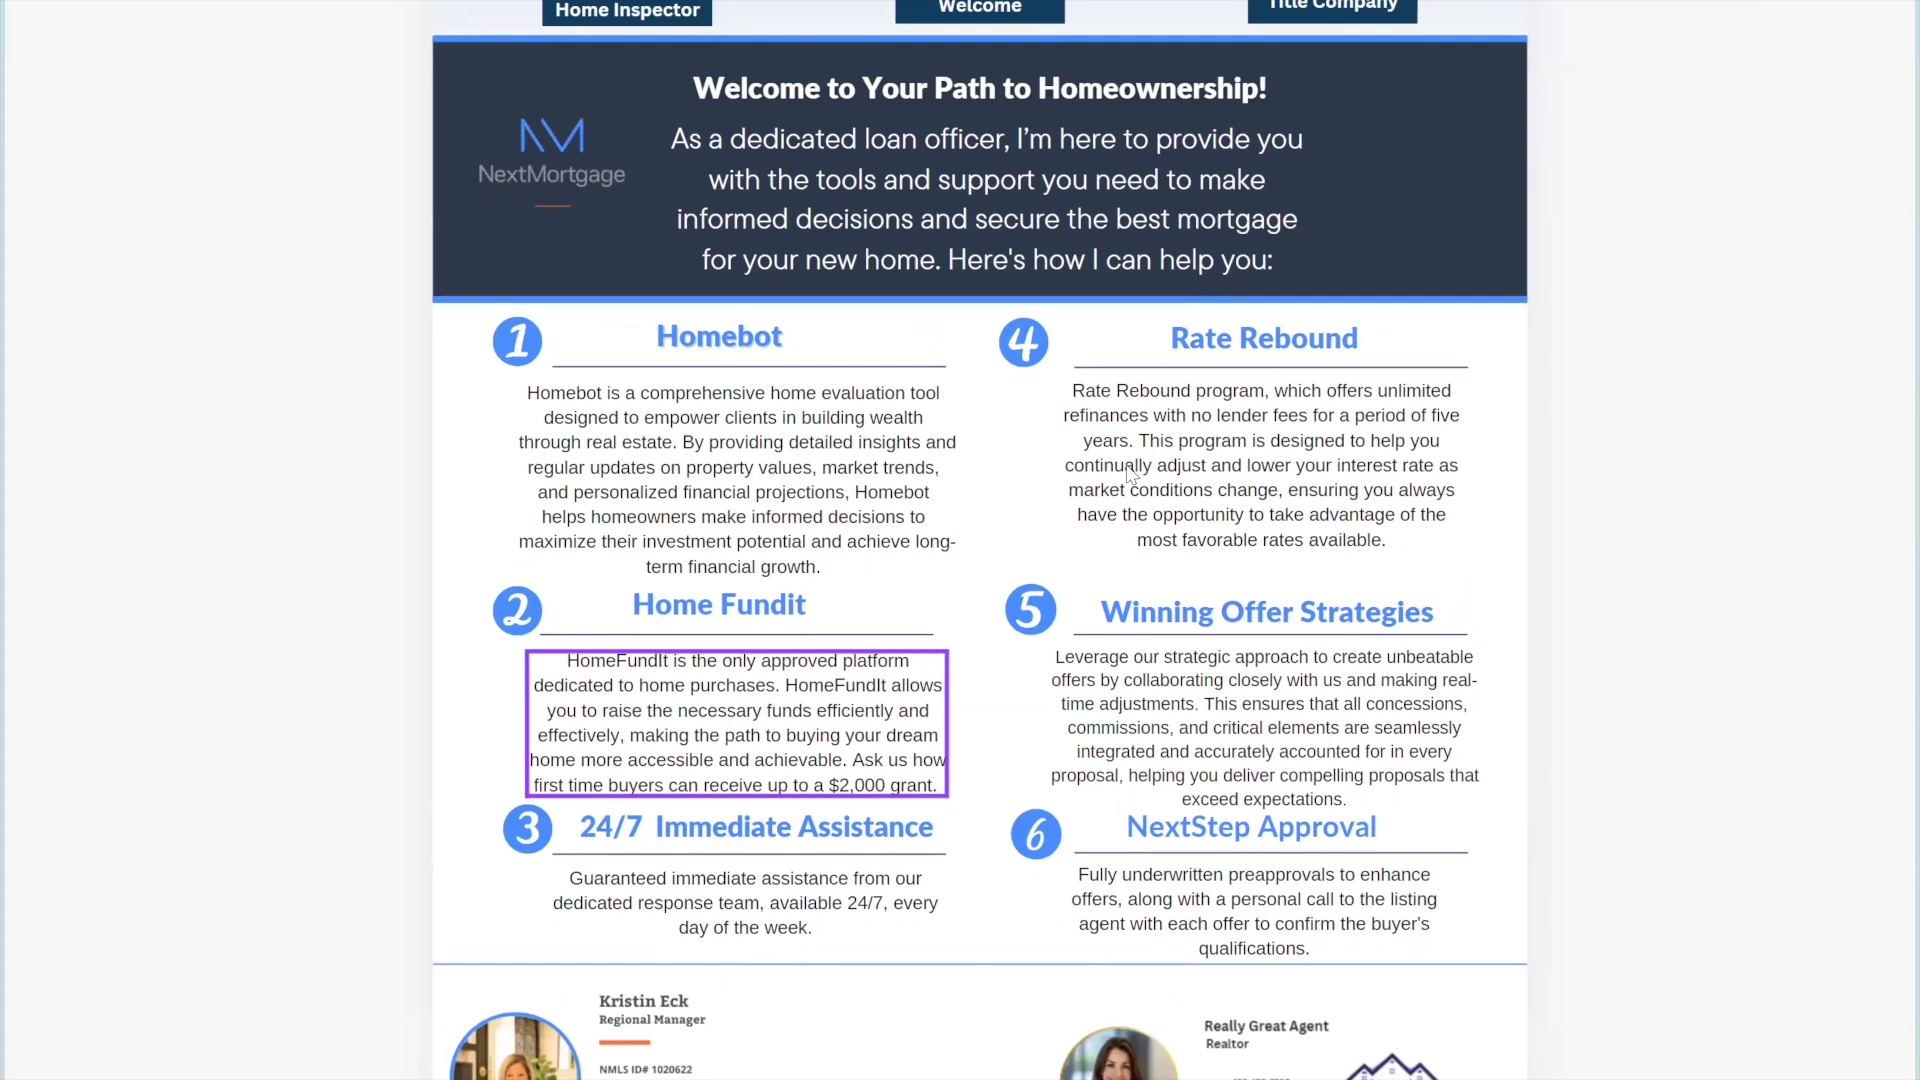 Home Inspector
Welcome
Title Company
Welcome to Your Path to Homeownership!
NextMortgage
As a dedicated loan officer, I'm here to provide you
with the tools and support you need to make
informed decisions and secure the best mortgage
for your new home. Here's how I can help you:
1
Homebot
Homebot is a comprehensive home evaluation tool
designed to empower clients in building wealth
through real estate. By providing detailed insights and
regular updates on property values, market trends,
and personalized financial projections, Homebot
helps homeowners make informed decisions to
maximize their investment potential and achieve long-
term financial growth.
2
Home Fundit
HomeFundIt is the only approved platform
dedicated to home purchases. HomeFundIt allows
you to raise the necessary funds efficiently and
effectively, making the path to buying your dream
home more accessible and achievable. Ask us how
first time buyers can receive up to a $2,000 grant.
3
24/7 Immediate Assistance
Guaranteed immediate assistance from our
dedicated response team, available 24/7, every
day of the week.
4
Rate Rebound
Rate Rebound program, which offers unlimited
refinances with no lender fees for a period of five
years. This program is designed to help you
continually adjust and lower your interest rate as
market conditions change, ensuring you always
have the opportunity to take advantage of the
most favorable rates available.
5
Winning Offer Strategies
Leverage our strategic approach to create unbeatable
offers by collaborating closely with us and making real-
time adjustments. This ensures that all concessions,
commissions, and critical elements are seamlessly
integrated and accurately accounted for in every
proposal, helping you deliver compelling proposals that
exceed expectations.
6
NextStep Approval
Fully underwritten preapprovals to enhance
offers, along with a personal call to the listing
agent with each offer to confirm the buyer's
qualifications.
Kristin Eck
Regional Manager
NMLS ID# 1020622
Really Great Agent
Realtor